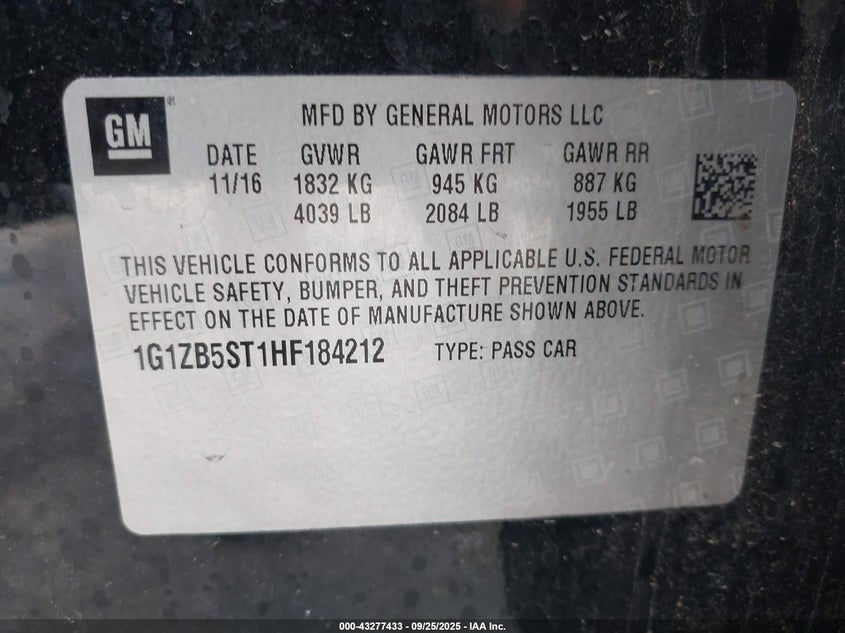 GM
®
MFD BY GENERAL MOTORS LLC
DATE GVWR GAWR FRT GAWR RR
11/16 1832 KG 945 KG 887 KG
4039 LB 2084 LB 1955 LB
THIS VEHICLE CONFORMS TO ALL APPLICABLE U.S. FEDERAL MOTOR
VEHICLE SAFETY, BUMPER, AND THEFT PREVENTION STANDARDS IN
EFFECT ON THE DATE OF MANUFACTURE SHOWN ABOVE.
1G1ZB5ST1HF184212 TYPE: PASS CAR
000-43277433 - 09/25/2025 - IAA Inc.